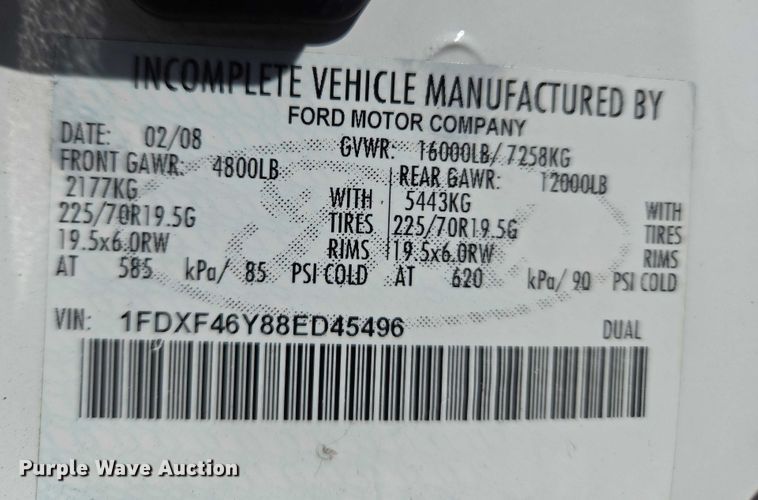 INCOMPLETE VEHICLE MANUFACTURED BY
FORD MOTOR COMPANY
DATE: 02/08 GVWR: 16000LB/ 7258KG
FRONT GAWR: 4800LB REAR GAWR: 12000LB
2177KG WITH 5443KG WITH
225/70R19.5G TIRES 225/70R19.5G TIRES
19.5x6.0RW RIMS 19.5x6.0RW RIMS
AT 585 kPa/ 85 PSI COLD AT 620 kPa/ 90 PSI COLD
VIN: 1FDXF46Y88ED45496 DUAL
Purple Wave Auction